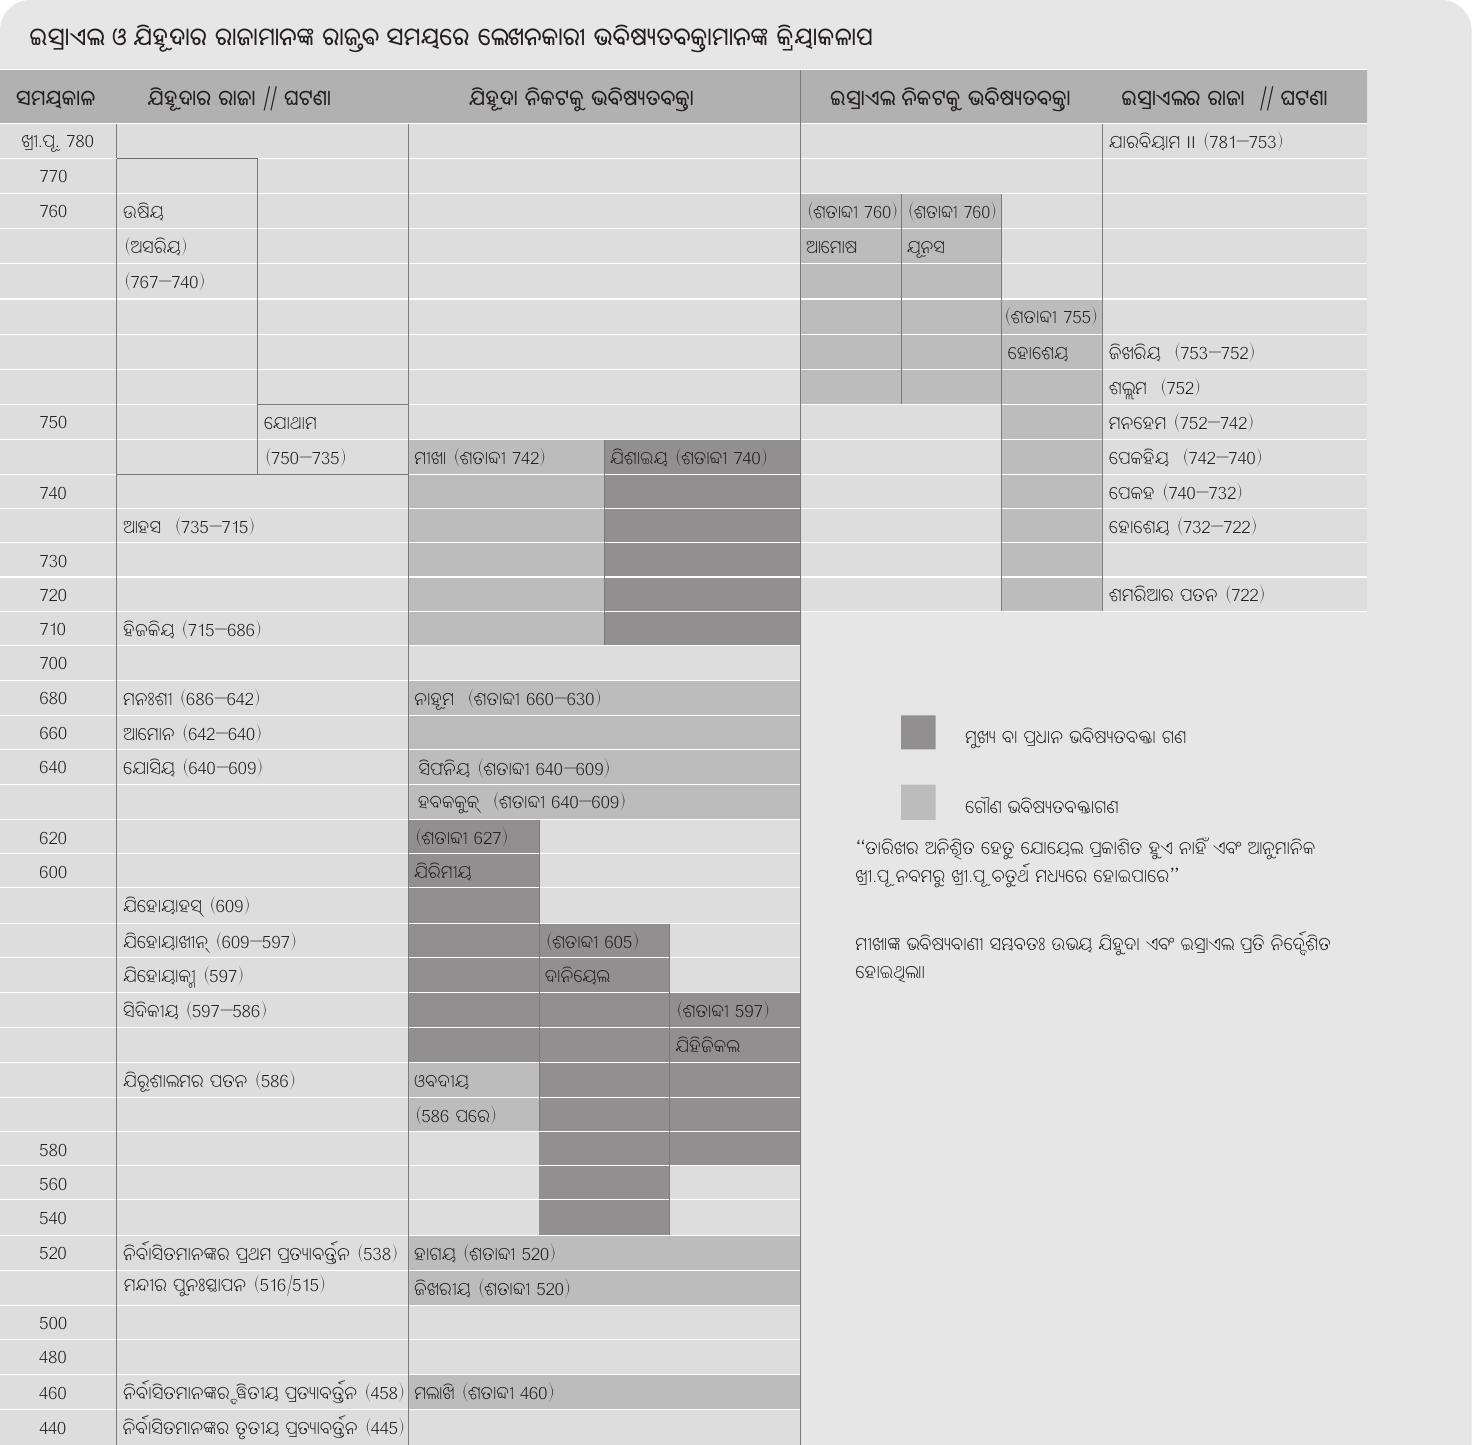 ଇସ୍ରାଏଲ ଓ ଯିହୂଦାର ରାଜାମାନଙ୍କ ରାଜତ୍ଵ ସମୟରେ ଲେଖନକାରୀ ଭବିଷ୍ୟତବକ୍ତାମାନଙ୍କ କ୍ରିୟାକଳାପ
ସମୟକାଳ ଯିହୂଦାର ରାଜା // ଘଟଣା ଯିହୂଦା ନିକଟକୁ ଭବିଷ୍ୟତବକ୍ତା ଇସ୍ରାଏଲ ନିକଟକୁ ଭବିଷ୍ୟତବକ୍ତା ଇସ୍ରାଏଲର ରାଜା // ଘଟଣା
ଖ୍ରୀ.ପୂ. 780 ଯାରବିୟାମ II (781–753)
770
760 ଉଷିୟ (ଶତାବ୍ଦୀ 760) (ଶତାବ୍ଦୀ 760)
(ଅସରିୟ) ଆମୋଷ ଯୂନସ
(767–740)
(ଶତାବ୍ଦୀ 755)
ହୋଶେୟ ଜିଖରିୟ (753–752)
ଶଲ୍ଲୁମ (752)
750 ଯୋଥାମ ମନହେମ (752–742)
(750–735) ମୀଖା (ଶତାବ୍ଦୀ 742) ଯିଶାଇୟ (ଶତାବ୍ଦୀ 740) ପେକହିୟ (742–740)
740 ପେକହ (740–732)
ଆହସ (735–715) ହୋଶେୟ (732–722)
730
720 ଶମରିଆର ପତନ (722)
710 ହିଜକିୟ (715–686)
700
680 ମନଃଶୀ (686–642) ନାହୂମ (ଶତାବ୍ଦୀ 660–630)
660 ଆମୋନ (642–640)
640 ଯୋସିୟ (640–609) ସିଫନିୟ (ଶତାବ୍ଦୀ 640–609)
ହବକକୁକ୍ (ଶତାବ୍ଦୀ 640–609)
620 (ଶତାବ୍ଦୀ 627)
600 ଯିରିମୀୟ
ଯିହୋୟାହସ୍ (609)
ଯିହୋୟାଖୀନ୍ (609–597) (ଶତାବ୍ଦୀ 605)
ଯିହୋୟାକୀମ୍ (597) ଦାନିୟେଲ
ସିଦିକୀୟ (597–586) (ଶତାବ୍ଦୀ 597)
ଯିହିଜିକଲ
ଯିରୂଶାଲମର ପତନ (586) ଓବଦୀୟ
(586 ପରେ)
580
560
540
520 ନିର୍ବାସିତମାନଙ୍କର ପ୍ରଥମ ପ୍ରତ୍ୟାବର୍ତ୍ତନ (538) ହାଗୟ (ଶତାବ୍ଦୀ 520)
ମନ୍ଦୀର ପୁନଃସ୍ଥାପନ (516/515) ଜିଖରୀୟ (ଶତାବ୍ଦୀ 520)
500
480
460 ନିର୍ବାସିତମାନଙ୍କର ଦ୍ୱିତୀୟ ପ୍ରତ୍ୟାବର୍ତ୍ତନ (458) ମଲାଖି (ଶତାବ୍ଦୀ 460)
440 ନିର୍ବାସିତମାନଙ୍କର ତୃତୀୟ ପ୍ରତ୍ୟାବର୍ତ୍ତନ (445)
ମୁଖ୍ୟ ବା ପ୍ରଧାନ ଭବିଷ୍ୟତବକ୍ତା ଗଣ
ଗୌଣ ଭବିଷ୍ୟତବକ୍ତାଗଣ
“ତାରିଖର ଅନିଶ୍ଚିତ ହେତୁ ଯୋୟେଲ ପ୍ରକାଶିତ ହୁଏ ନାହିଁ ଏବଂ ଆନୁମାନିକ
ଖ୍ରୀ.ପୂ. ନବମରୁ ଖ୍ରୀ.ପୂ. ଚତୁର୍ଥ ମଧ୍ୟରେ ହୋଇପାରେ”
ମୀଖାଙ୍କ ଭବିଷ୍ୟବାଣୀ ସମ୍ଭବତଃ ଉଭୟ ଯିହୁଦା ଏବଂ ଇସ୍ରାଏଲ ପ୍ରତି ନିର୍ଦ୍ଦେଶିତ
ହୋଇଥିଲା।